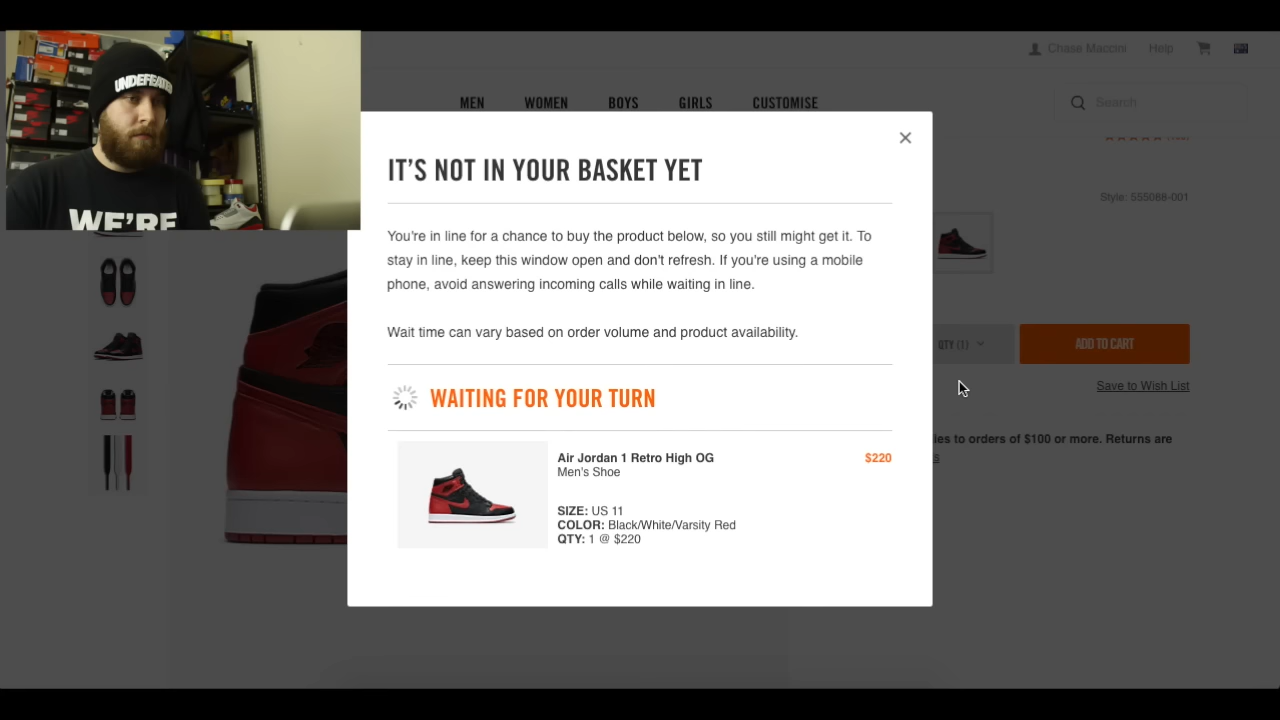 Chase Maccini Help
MEN WOMEN BOYS GIRLS CUSTOMISE
Search
UNDEFEATED
WE'RE
IT'S NOT IN YOUR BASKET YET
Style: 555088-001
You're in line for a chance to buy the product below, so you still might get it. To
stay in line, keep this window open and don't refresh. If you're using a mobile
phone, avoid answering incoming calls while waiting in line.
Wait time can vary based on order volume and product availability.
QTY (1)
ADD TO CART
Save to Wish List
WAITING FOR YOUR TURN
ies to orders of $100 or more. Returns are
s
Air Jordan 1 Retro High OG
$220
Men's Shoe
SIZE: US 11
COLOR: Black/White/Varsity Red
QTY: 1 @ $220